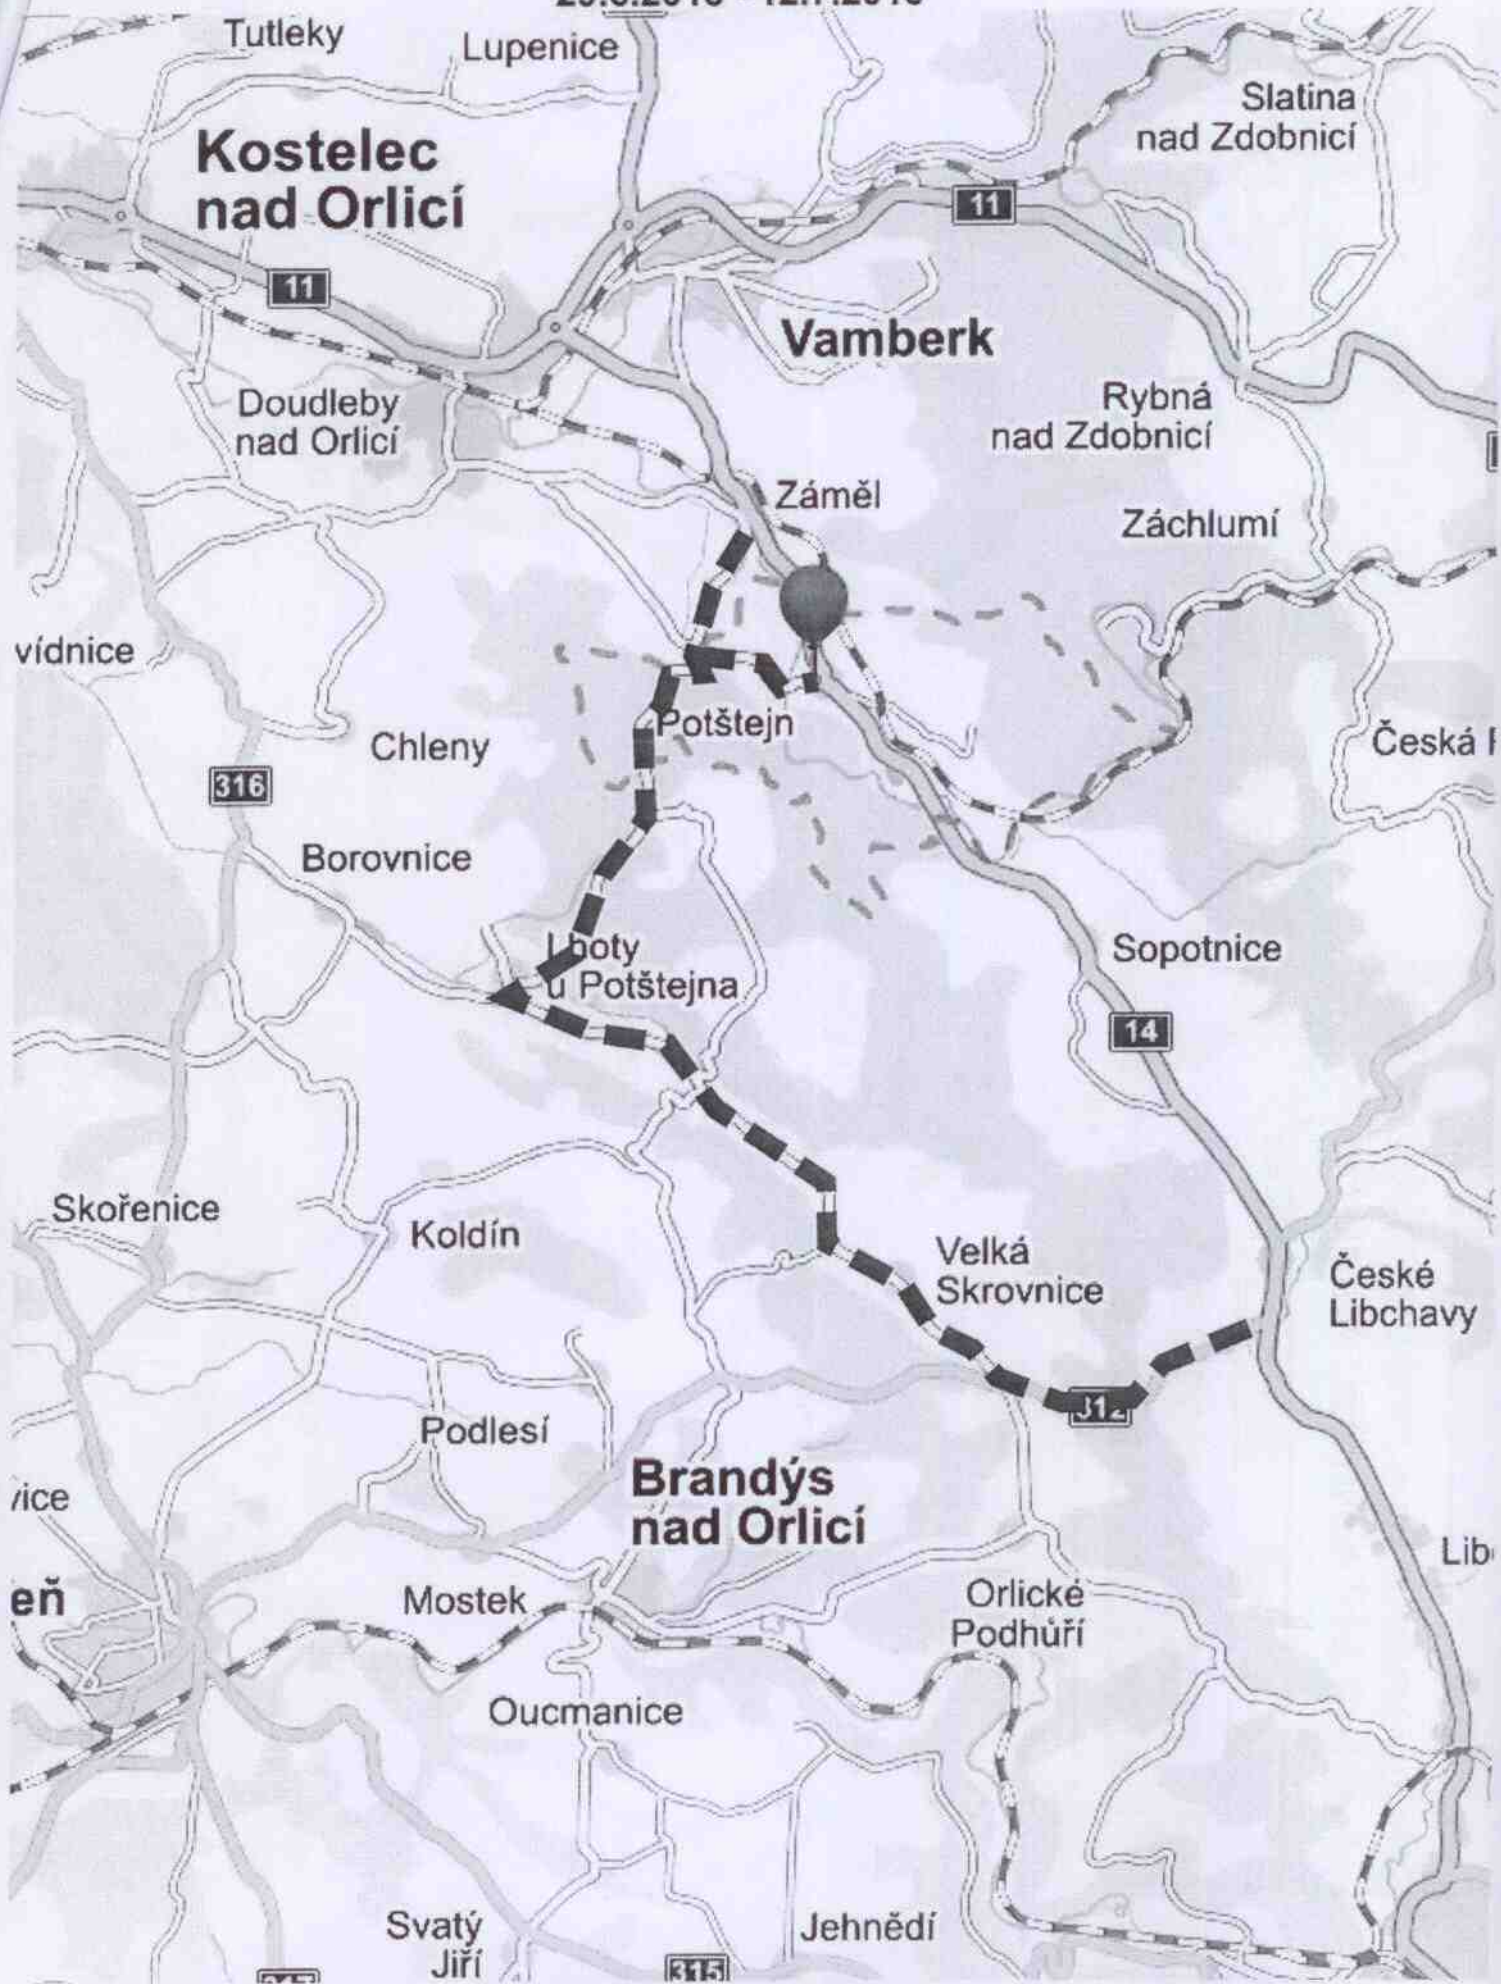 Tutleky
Lupenice
Slatina
nad Zdobnicí
Kostelec
nad Orlicí
11
11
Vamberk
Doudleby
nad Orlicí
Rybná
nad Zdobnicí
Záměl
Záchlumí
vídnice
Potštejn
Chleny
Česká
316
Borovnice
Lhoty
u Potštejna
Sopotnice
14
Skořenice
Koldín
Velká
Skrovnice
České
Libchavy
312
Podlesí
Brandýs
nad Orlicí
vice
Lib
eň
Mostek
Orlické
Podhůří
Oucmanice
Svatý
Jiří
Jehnědí
315